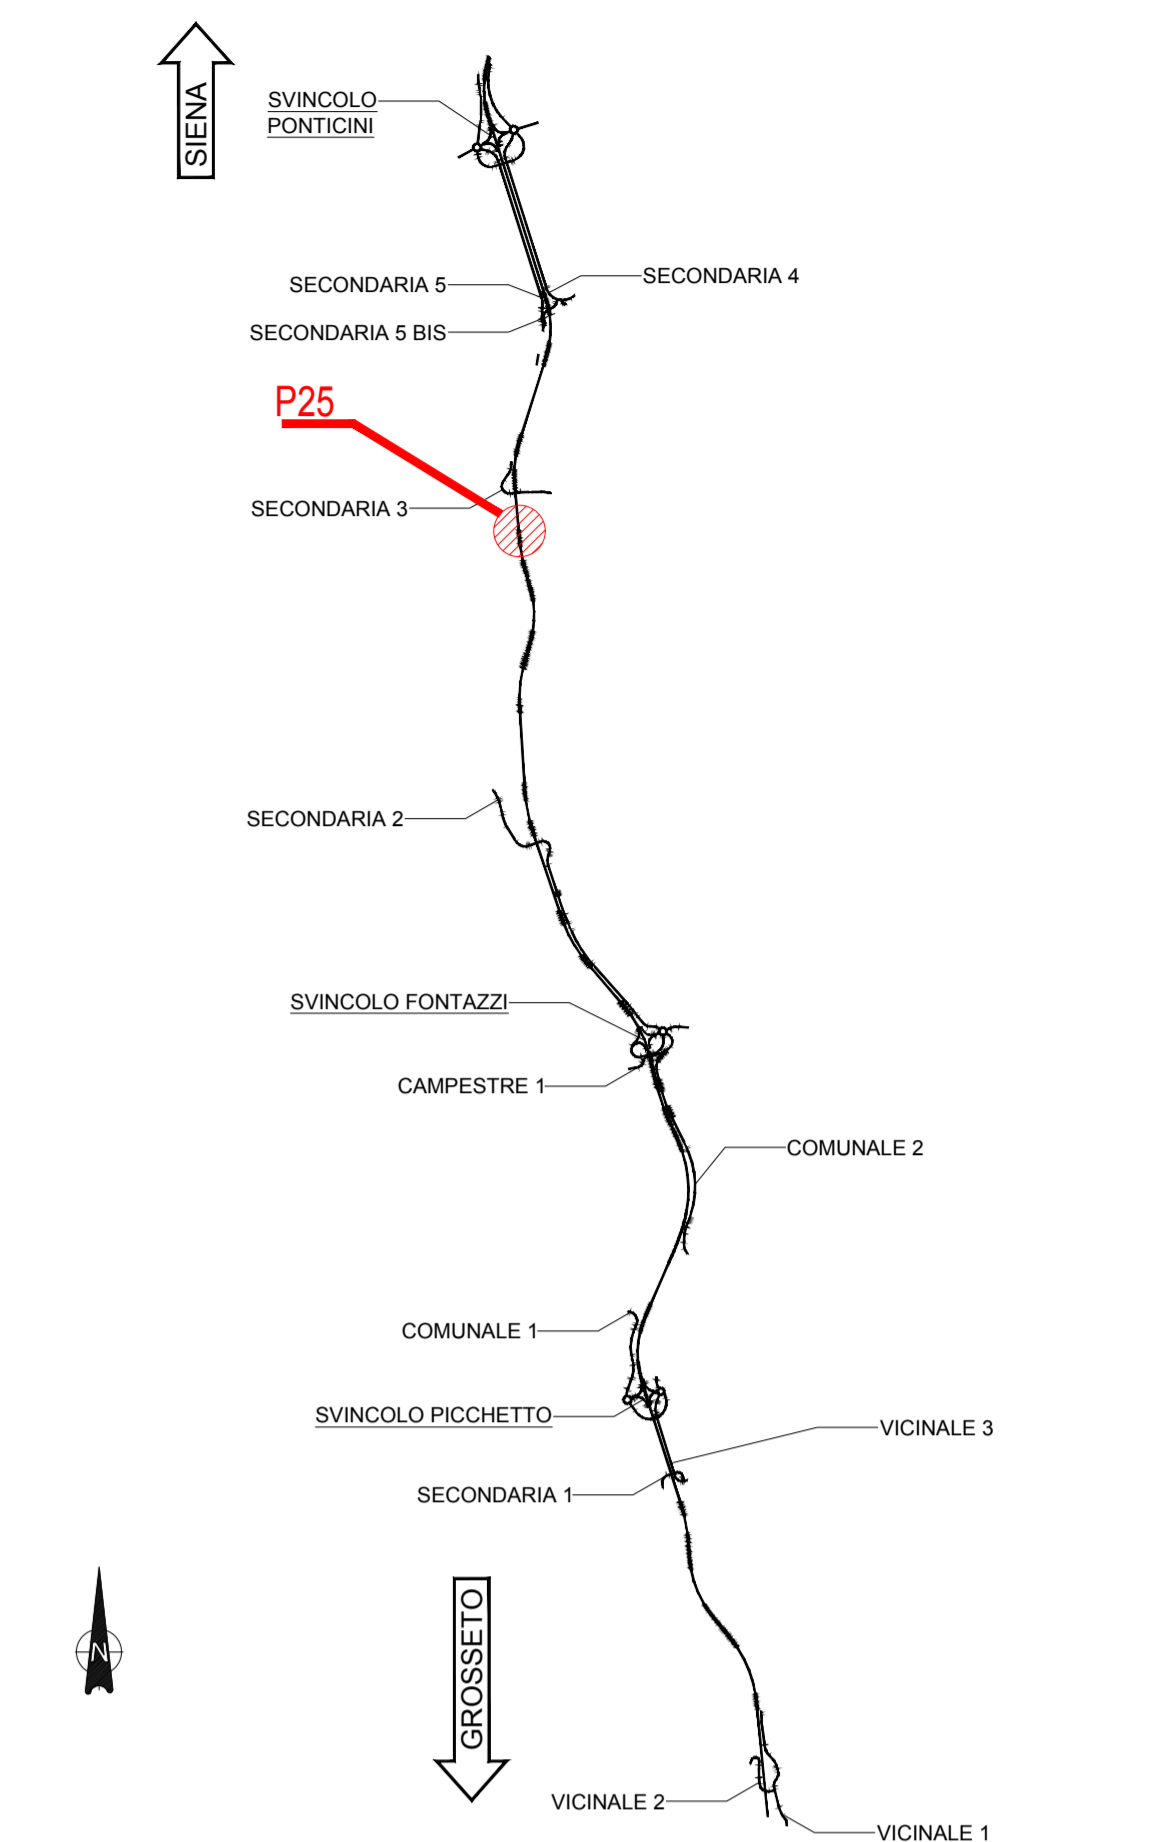 SIENA
SVINCOLO
PONTICINI
SECONDARIA 4
SECONDARIA 5
SECONDARIA 5 BIS
P25
SECONDARIA 3
SECONDARIA 2
SVINCOLO FONTAZZI
CAMPESTRE 1
COMUNALE 2
COMUNALE 1
SVINCOLO PICCHETTO
VICINALE 3
SECONDARIA 1
GROSSETO
N
VICINALE 2
VICINALE 1